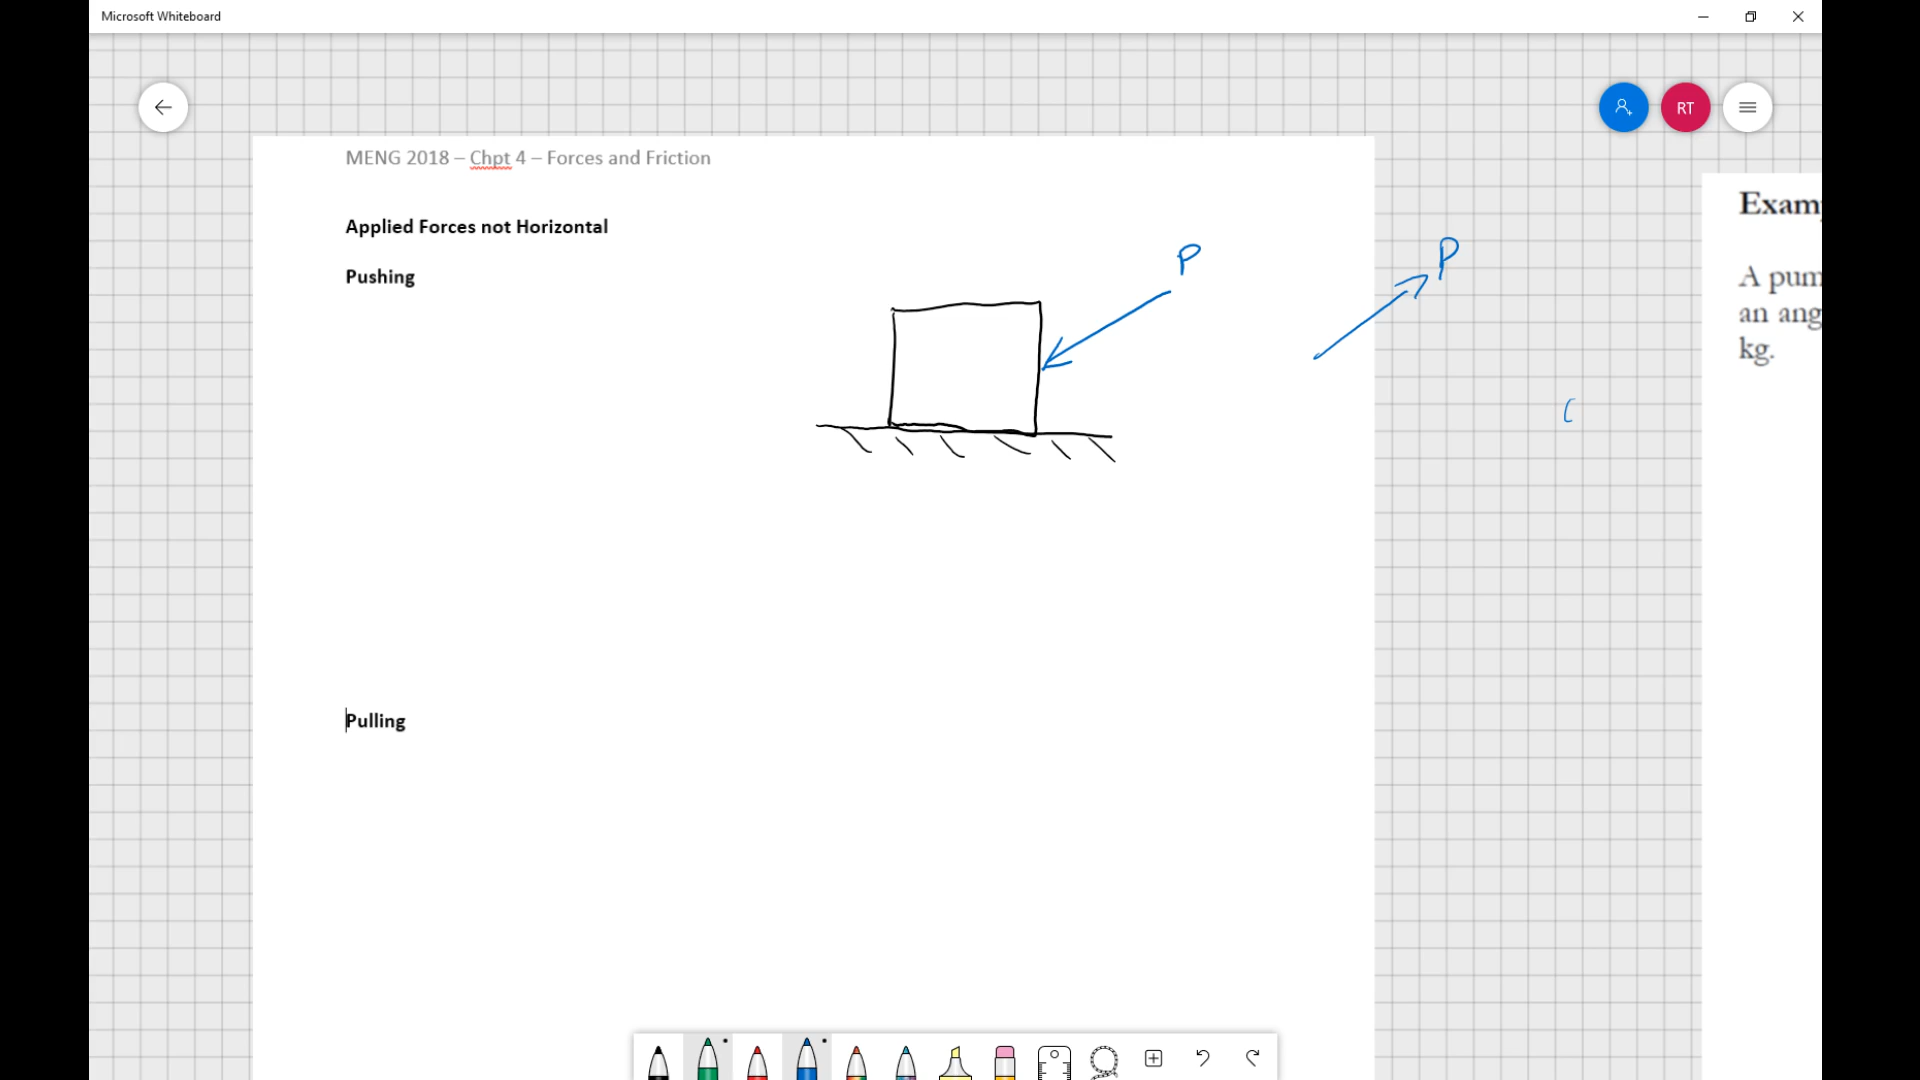 Microsoft Whiteboard
RT
MENG 2018 – Chpt 4 – Forces and Friction
Applied Forces not Horizontal
Pushing
P
P
Pulling
Exam
A pum
an ang
kg.